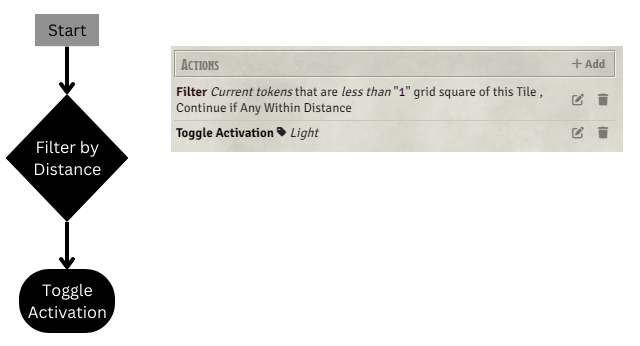 Start
Filter by
Distance
Toggle
Activation
Actions
+ Add
Filter Current tokens that are less than "1" grid square of this Tile ,
Continue if Any Within Distance
Toggle Activation Light